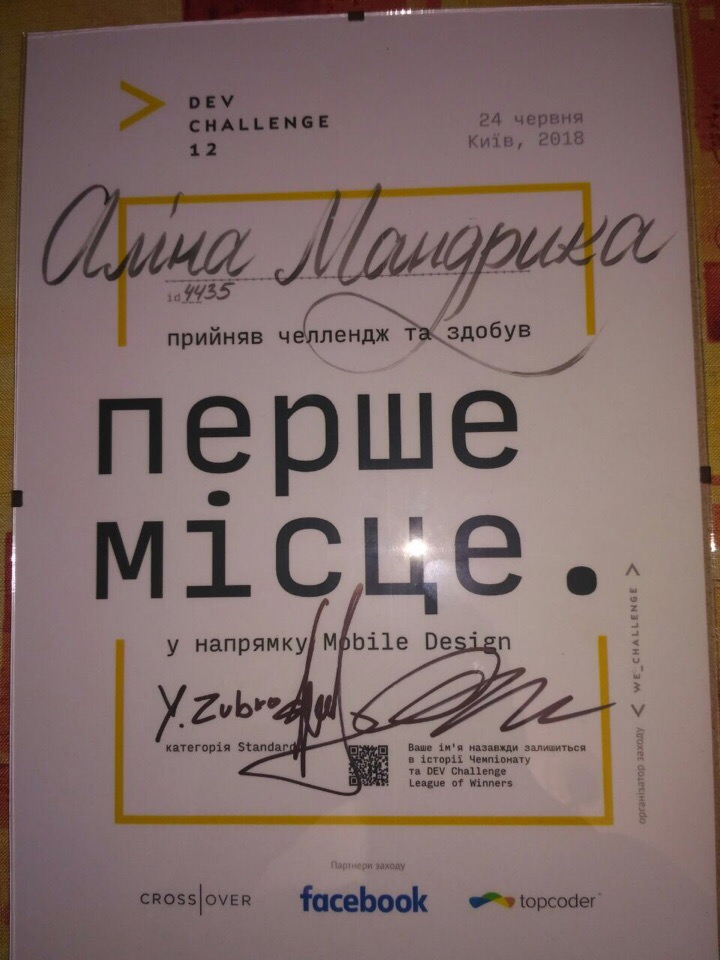 DEV
CHALLENGE
12
24 червня
Київ, 2018
Аліна Мандрика
id 4435
прийняв челлендж та здобув
перше
місце.
у напрямку Mobile Design
Y. Zubro
категорія Standard
Ваше ім'я назавжди залишиться
в історії Чемпіонату
та DEV Challenge
League of Winners
організатор заходу < WE_CHALLENGE >
Партнери заходу
CROSS|OVER
facebook
topcoder